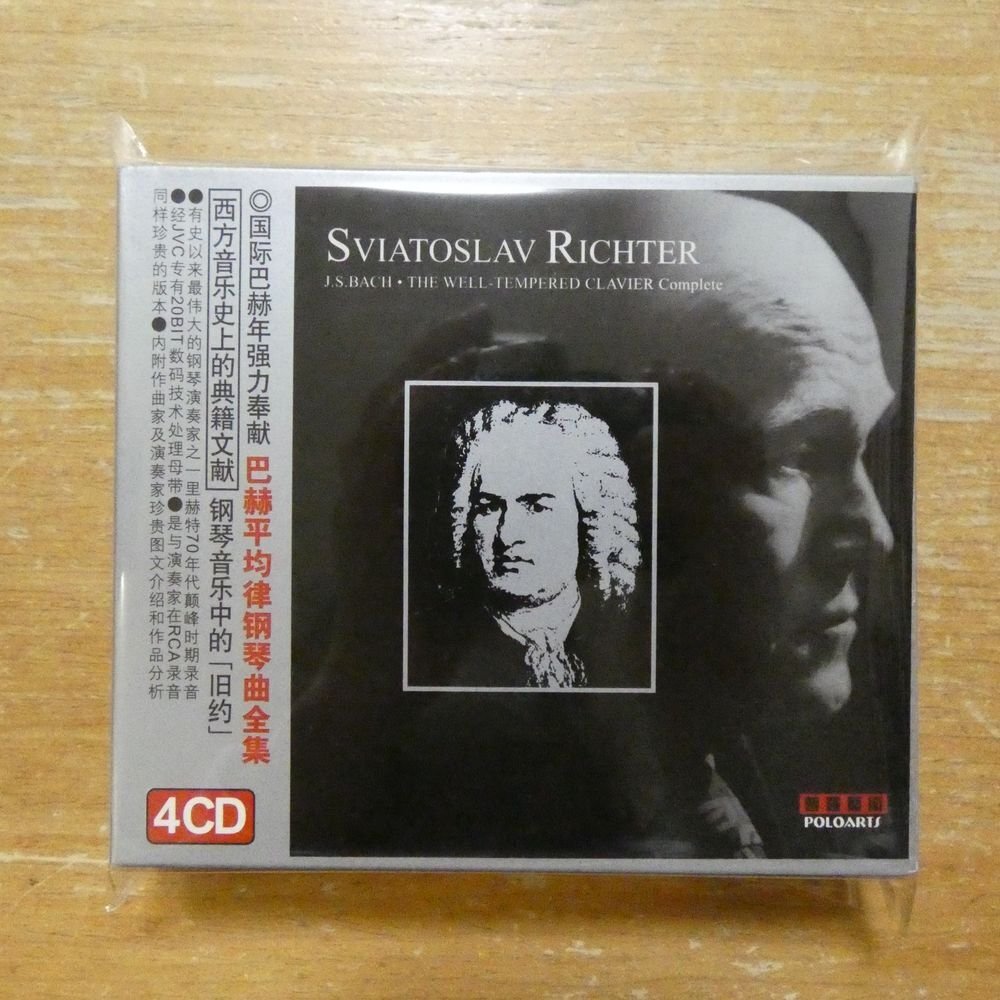 SVIATOSLAV RICHTER
J.S.BACH • THE WELL-TEMPERED CLAVIER Complete
◎国际巴赫年强力奉献 巴赫平均律钢琴曲全集
西方音乐史上的典籍文献 钢琴音乐中的「旧约」
●有史以来最伟大的钢琴演奏家之一里赫特70年代颠峰时期录音
●经JVC专有20BIT数码技术处理母带●是与演奏家在RCA录音
同样珍贵的版本●内附作曲家及演奏家珍贵图文介绍和作品分析
4CD
POLOARTS